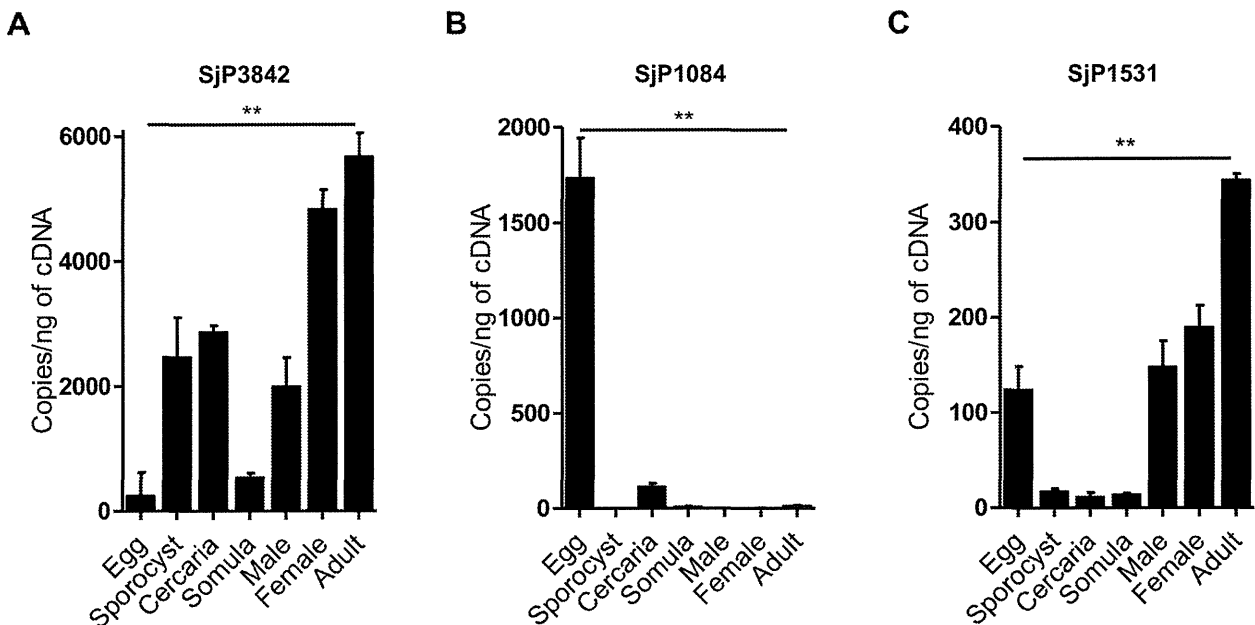 A
SjP3842
**
Copies/ng of cDNA
6000
4000
2000
0
Egg
Sporocyst
Cercaria
Somula
Male
Female
Adult
B
SjP1084
**
Copies/ng of cDNA
2000
1500
1000
500
0
Egg
Sporocyst
Cercaria
Somula
Male
Female
Adult
C
SjP1531
**
Copies/ng of cDNA
400
300
200
100
0
Egg
Sporocyst
Cercaria
Somula
Male
Female
Adult